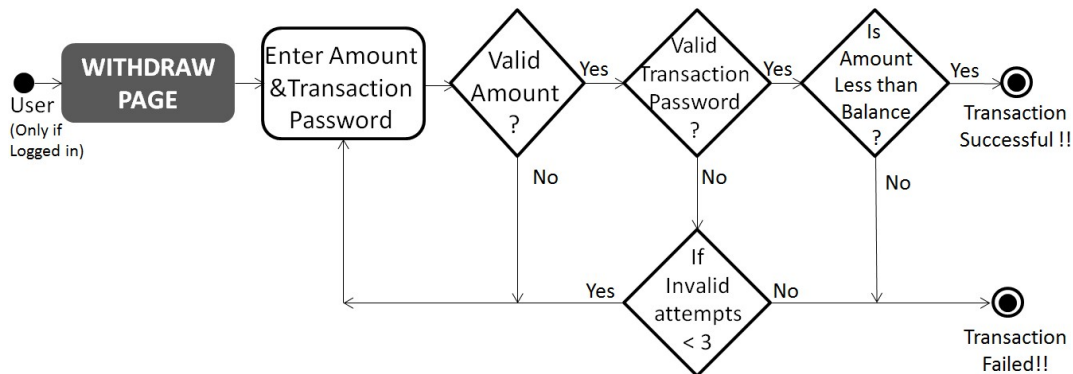 User
(Only if
Logged in)
WITHDRAW
PAGE
Enter Amount
&Transaction
Password
Valid
Amount
?
Yes
No
Valid
Transaction
Password
?
Yes
No
Is
Amount
Less than
Balance
?
Yes
No
Transaction
Successful !!
If
Invalid
attempts
< 3
Yes
No
Transaction
Failed!!